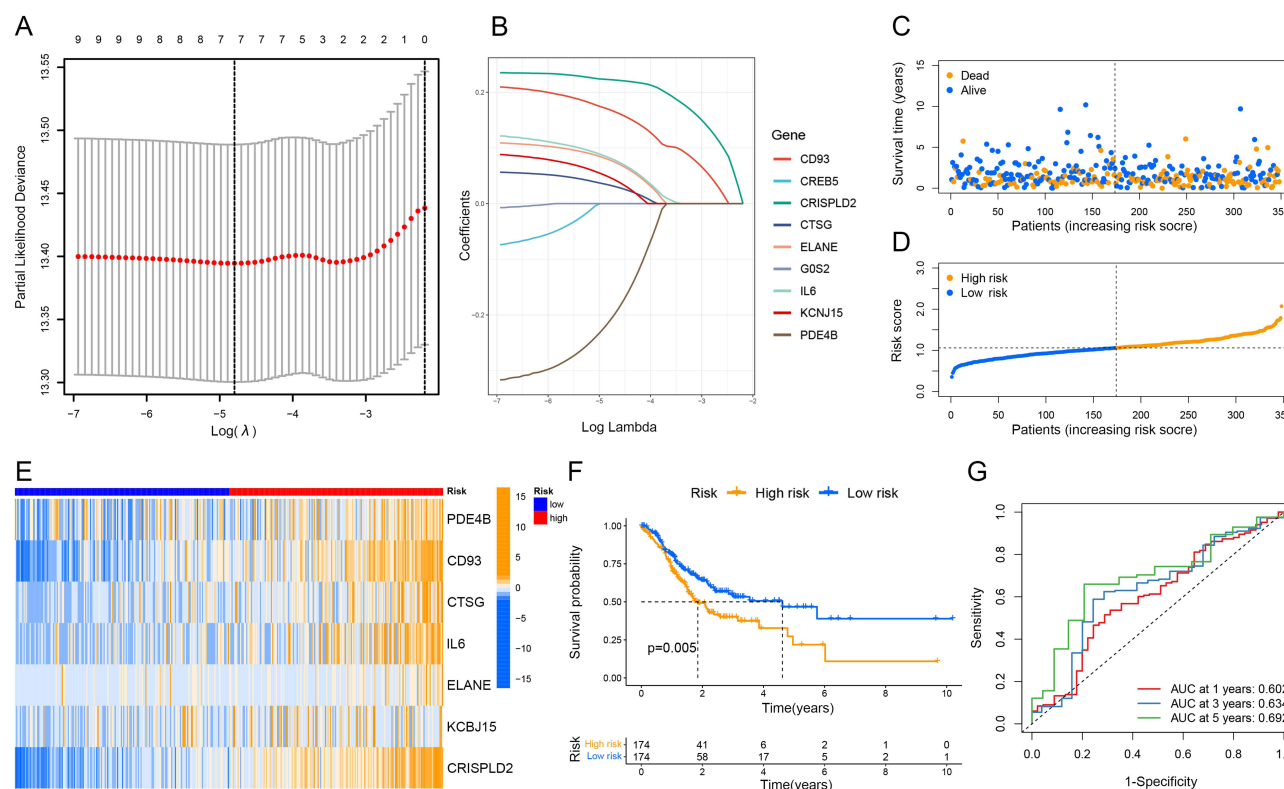 A
9 9 9 9 8 8 8 7 7 7 7 5 3 2 2 2 1 0
Partial Likelihood Deviance
13.55
13.50
13.45
13.40
13.35
13.30
−7 −6 −5 −4 −3
Log( λ )
B
Coefficients
0.2
0.0
−0.2
−7 −6 −5 −4 −3 −2
Log Lambda
Gene
CD93
CREB5
CRISPLD2
CTSG
ELANE
G0S2
IL6
KCNJ15
PDE4B
C
Survival time (years)
15
10
5
0
Dead
Alive
0 50 100 150 200 250 300 35
Patients (increasing risk socre)
D
Risk score
3.0
2.0
1.0
0.0
High risk
Low risk
0 50 100 150 200 250 300 35
Patients (increasing risk socre)
E
Risk
PDE4B
CD93
CTSG
IL6
ELANE
KCBJ15
CRISPLD2
15
10
5
0
−5
−10
−15
Risk
low
high
F
Risk High risk Low risk
Survival probability
1.00
0.75
0.50
0.25
0.00
p=0.005
0 2 4 6 8 10
Time(years)
Risk
High risk 174 41 6 2 1 0
Low risk 174 58 17 5 2 1
0 2 4 6 8 10
Time(years)
G
Sensitivity
1.0
0.8
0.6
0.4
0.2
0.0
AUC at 1 years: 0.602
AUC at 3 years: 0.634
AUC at 5 years: 0.692
0.0 0.2 0.4 0.6 0.8 1.
1-Specificity